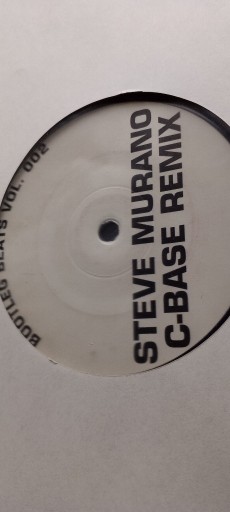 BOOTLEG BEATS VOL. 002
STEVE MURANO
C-BASE REMIX